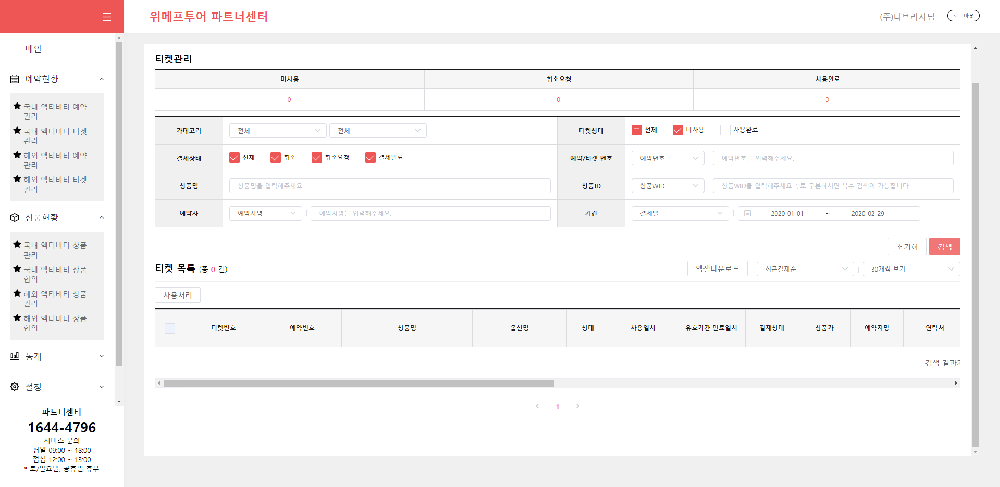 위메프투어 파트너센터
(주)티브리지님
로그아웃
메인
예약현황
국내 액티비티 예약
관리
국내 액티비티 티켓
관리
해외 액티비티 예약
관리
해외 액티비티 티켓
관리
상품현황
국내 액티비티 상품
관리
국내 액티비티 상품
합의
해외 액티비티 상품
관리
해외 액티비티 상품
합의
통계
설정
파트너센터
1644-4796
서비스 문의
평일 09:00 ~ 18:00
점심 12:00 ~ 13:00
* 토/일요일, 공휴일 휴무
티켓관리
미사용 취소요청 사용완료
0 0 0
카테고리 전체 전체 티켓상태 전체 미사용 사용완료
결제상태 전체 취소 취소요청 결제완료 예약/티켓 번호 예약번호 예약번호를 입력해주세요.
상품명 상품명을 입력해주세요. 상품ID 상품WID 상품WID를 입력해주세요. ','로 구분하시면 복수 검색이 가능합니다.
예약자 예약자명 예약자명을 입력해주세요. 기간 결제일 2020-01-01 ~ 2020-02-29
초기화 검색
티켓 목록 (총 0 건) 엑셀다운로드 최근결제순 30개씩 보기
사용처리
티켓번호 예약번호 상품명 옵션명 상태 사용일시 유효기간 만료일시 결제상태 상품가 예약자명 연락처
검색 결과가
1